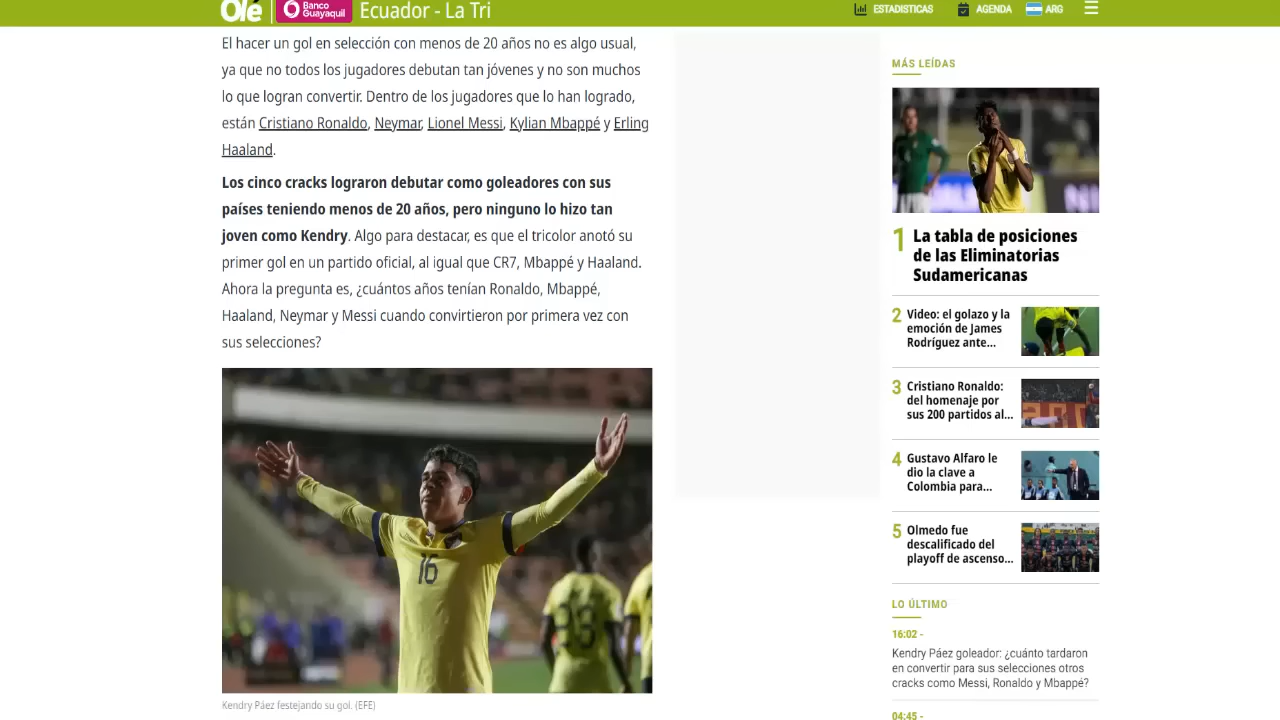 Olé
Banco
Guayaquil
Ecuador - La Tri
ESTADISTICAS
AGENDA
ARG
El hacer un gol en selección con menos de 20 años no es algo usual,
ya que no todos los jugadores debutan tan jóvenes y no son muchos
lo que logran convertir. Dentro de los jugadores que lo han logrado,
están Cristiano Ronaldo, Neymar, Lionel Messi, Kylian Mbappé y Erling
Haaland.
Los cinco cracks lograron debutar como goleadores con sus
países teniendo menos de 20 años, pero ninguno lo hizo tan
joven como Kendry. Algo para destacar, es que el tricolor anotó su
primer gol en un partido oficial, al igual que CR7, Mbappé y Haaland.
Ahora la pregunta es, ¿cuántos años tenían Ronaldo, Mbappé,
Haaland, Neymar y Messi cuando convirtieron por primera vez con
sus selecciones?
16
23
Kendry Páez festejando su gol. (EFE)
MÁS LEÍDAS
1 La tabla de posiciones
de las Eliminatorias
Sudamericanas
2 Video: el golazo y la
emoción de James
Rodríguez ante...
3 Cristiano Ronaldo:
del homenaje por
sus 200 partidos al...
4 Gustavo Alfaro le
dio la clave a
Colombia para...
5 Olmedo fue
descalificado del
playoff de ascenso...
LO ÚLTIMO
16:02 -
Kendry Páez goleador: ¿cuánto tardaron
en convertir para sus selecciones otros
cracks como Messi, Ronaldo y Mbappé?
04:45 -